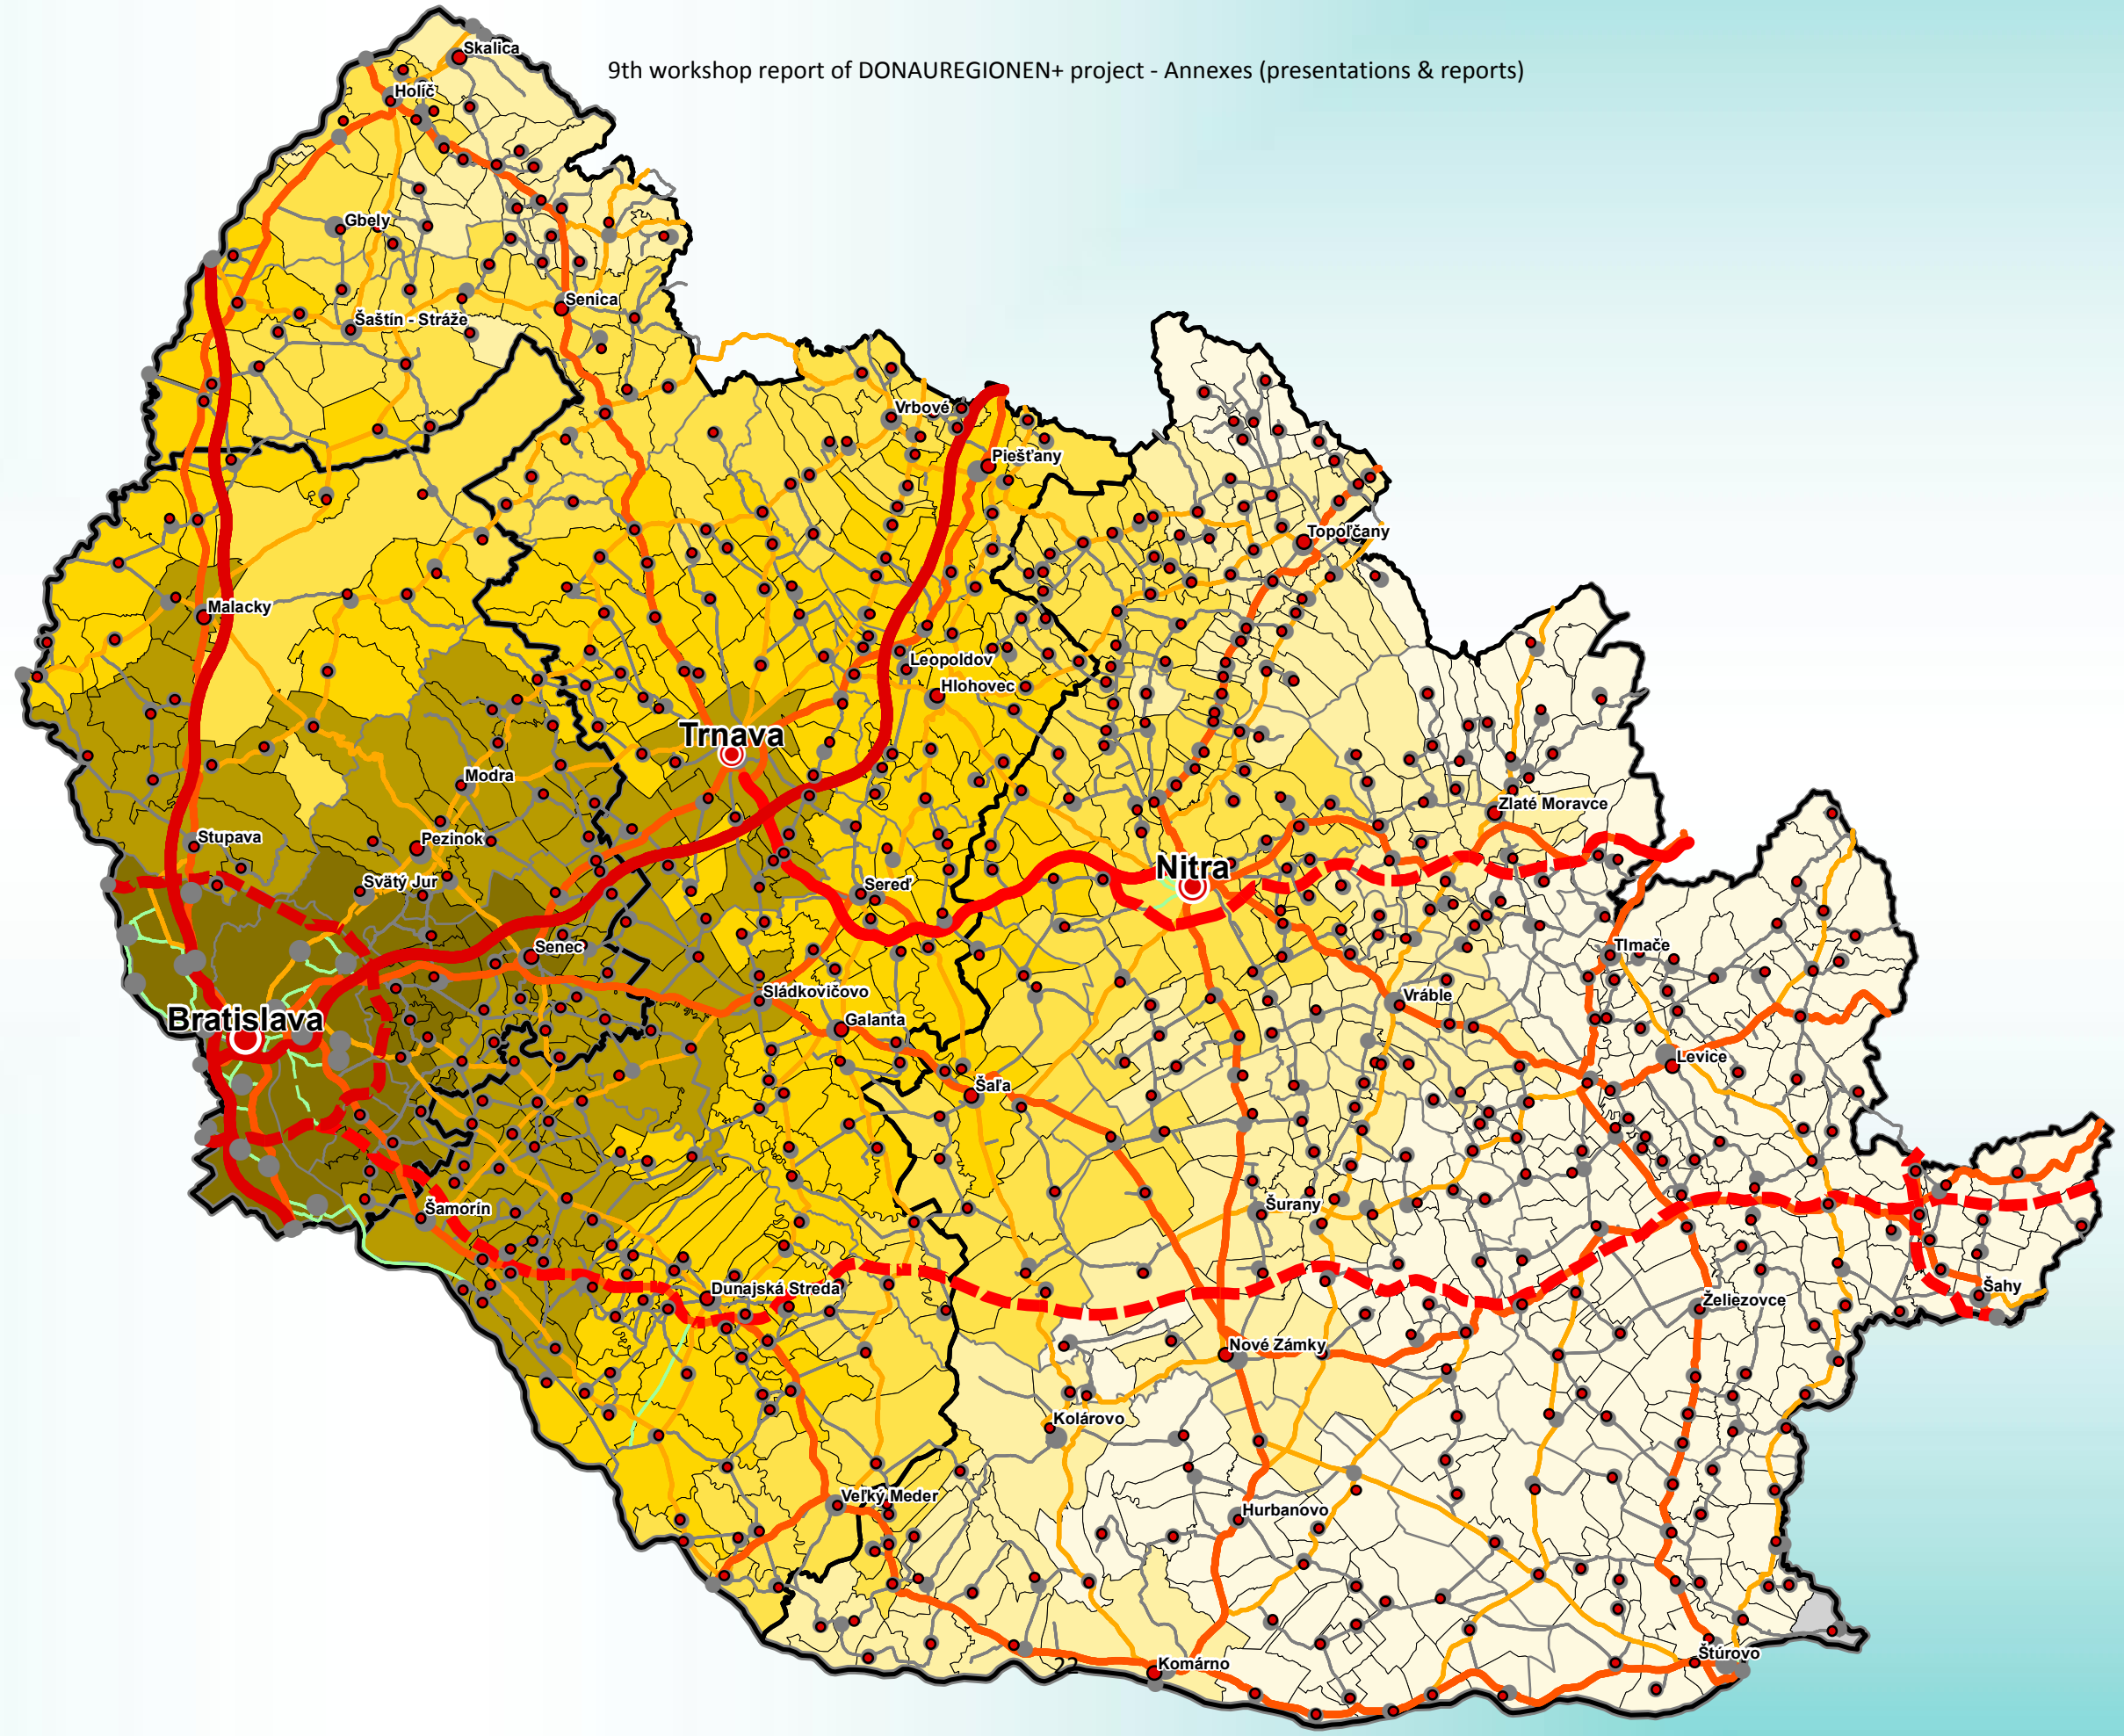 Skalica
9th workshop report of DONAUREGIONEN+ project - Annexes (presentations & reports)
Holíč
Gbely
Senica
Šaštín - Stráže
Vrbové
Piešťany
Topoľčany
Malacky
Leopoldov
Hlohovec
Trnava
Modra
Zlaté Moravce
Stupava
Pezinok
Nitra
Svätý Jur
Sereď
Senec
Tlmače
Sládkovičovo
Vráble
Bratislava
Galanta
Levice
Šaľa
Šamorín
Šurany
Dunajská Streda
Šahy
Želiezovce
Nové Zámky
Kolárovo
Veľký Meder
Hurbanovo
Štúrovo
Komárno
22